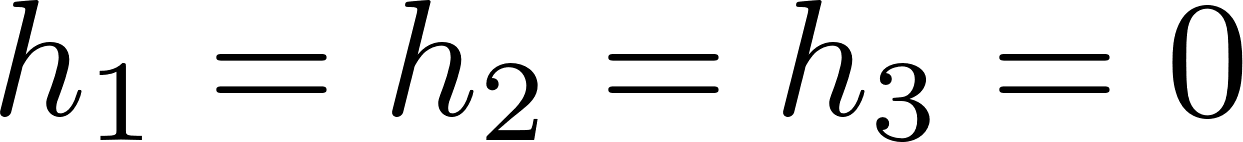 h₁ = h₂ = h₃ = 0